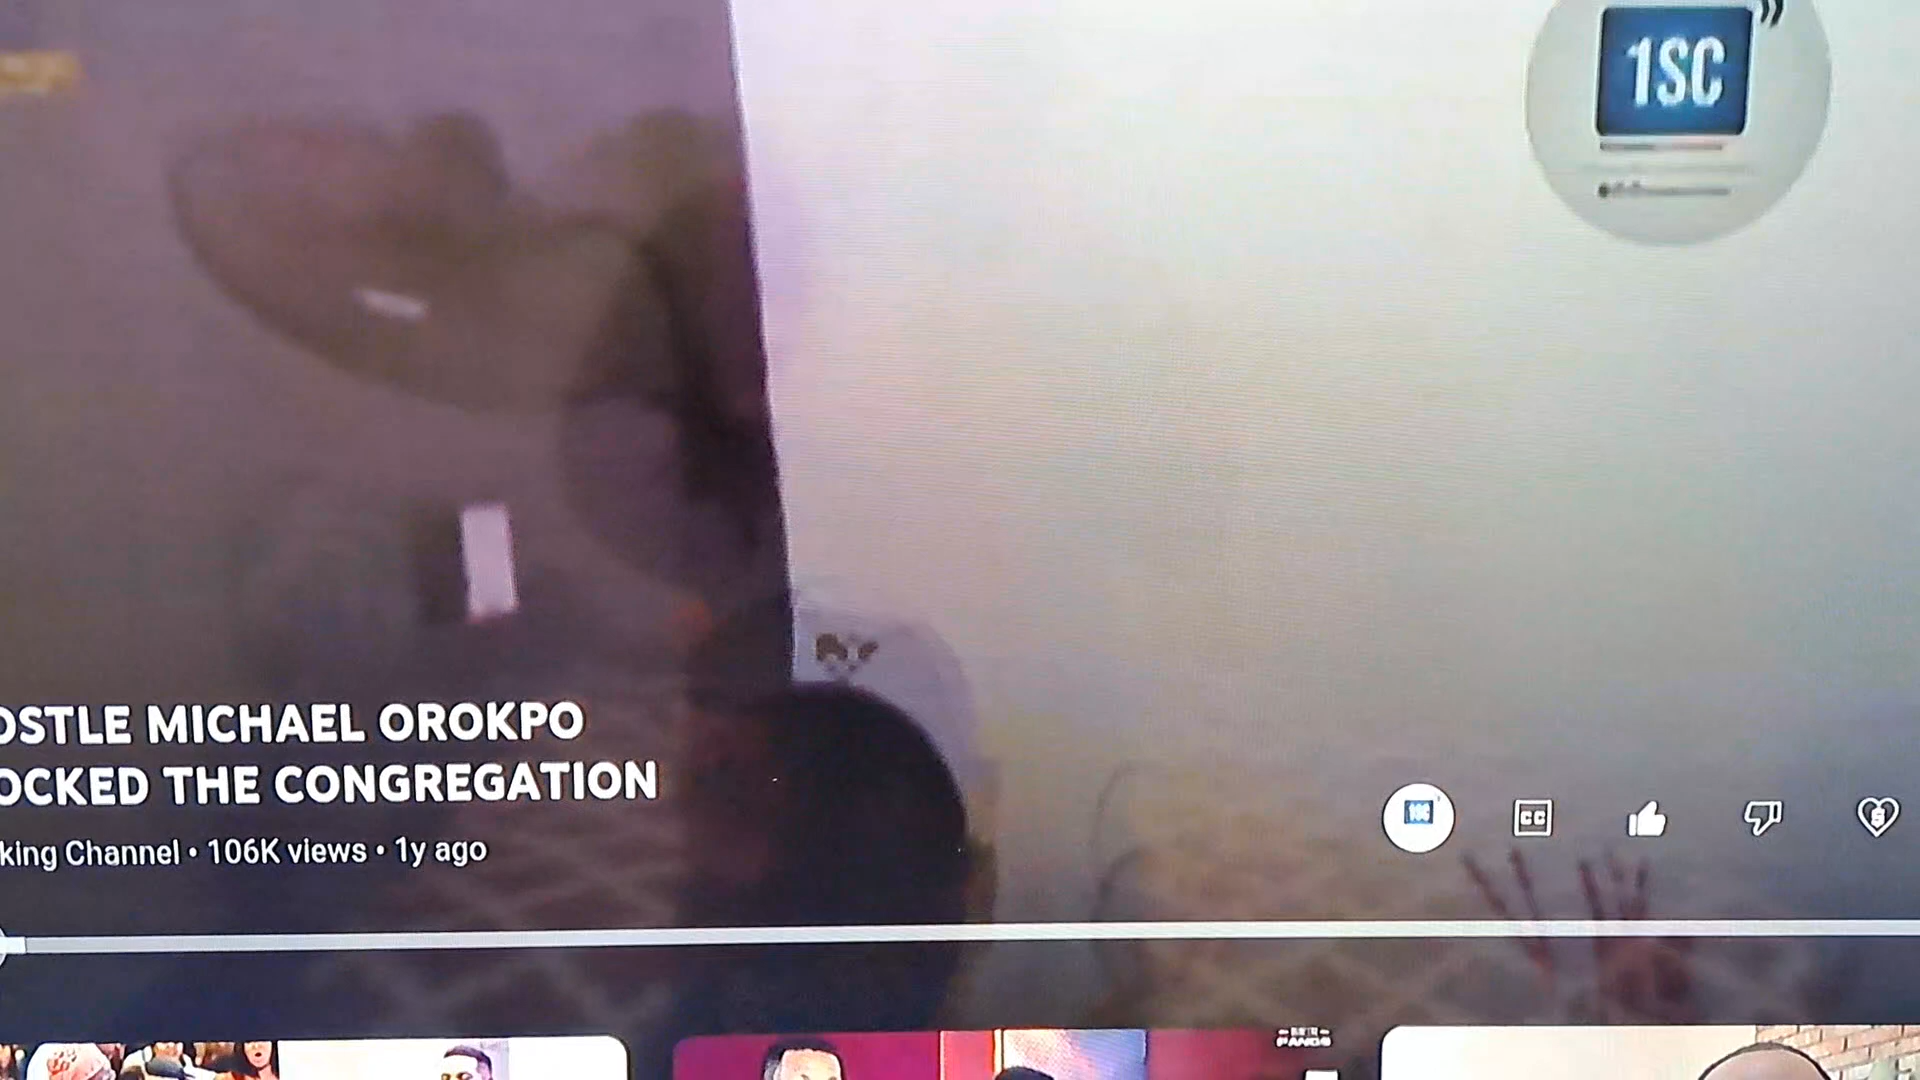 1SC
OSTLE MICHAEL OROKPO
OCKED THE CONGREGATION
king Channel • 106K views • 1y ago
CC